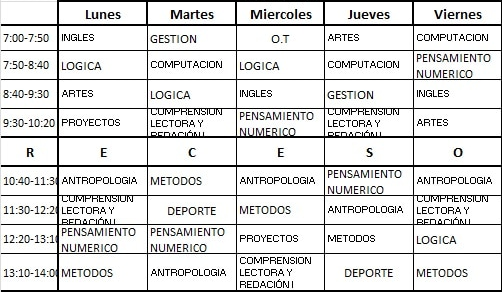 Lunes Martes Miercoles Jueves Viernes
7:00-7:50 INGLES GESTION O.T ARTES COMPUTACION
7:50-8:40 LOGICA COMPUTACION LOGICA COMPUTACION PENSAMIENTO NUMERICO
8:40-9:30 ARTES LOGICA INGLES GESTION INGLES
9:30-10:20 PROYECTOS COMPRENSION LECTORA Y REDACIÓN I PENSAMIENTO NUMERICO COMPRENSION LECTORA Y REDACIÓN I ARTES
R E C E S O
10:40-11:30 ANTROPOLOGIA METODOS ANTROPOLOGIA PENSAMIENTO NUMERICO ANTROPOLOGIA
11:30-12:20 COMPRENSION LECTORA Y REDACIÓN I DEPORTE METODOS ANTROPOLOGIA COMPRENSION LECTORA Y REDACIÓN I
12:20-13:10 PENSAMIENTO NUMERICO PENSAMIENTO NUMERICO PROYECTOS METODOS LOGICA
13:10-14:00 METODOS ANTROPOLOGIA COMPRENSION LECTORA Y REDACIÓN I DEPORTE METODOS